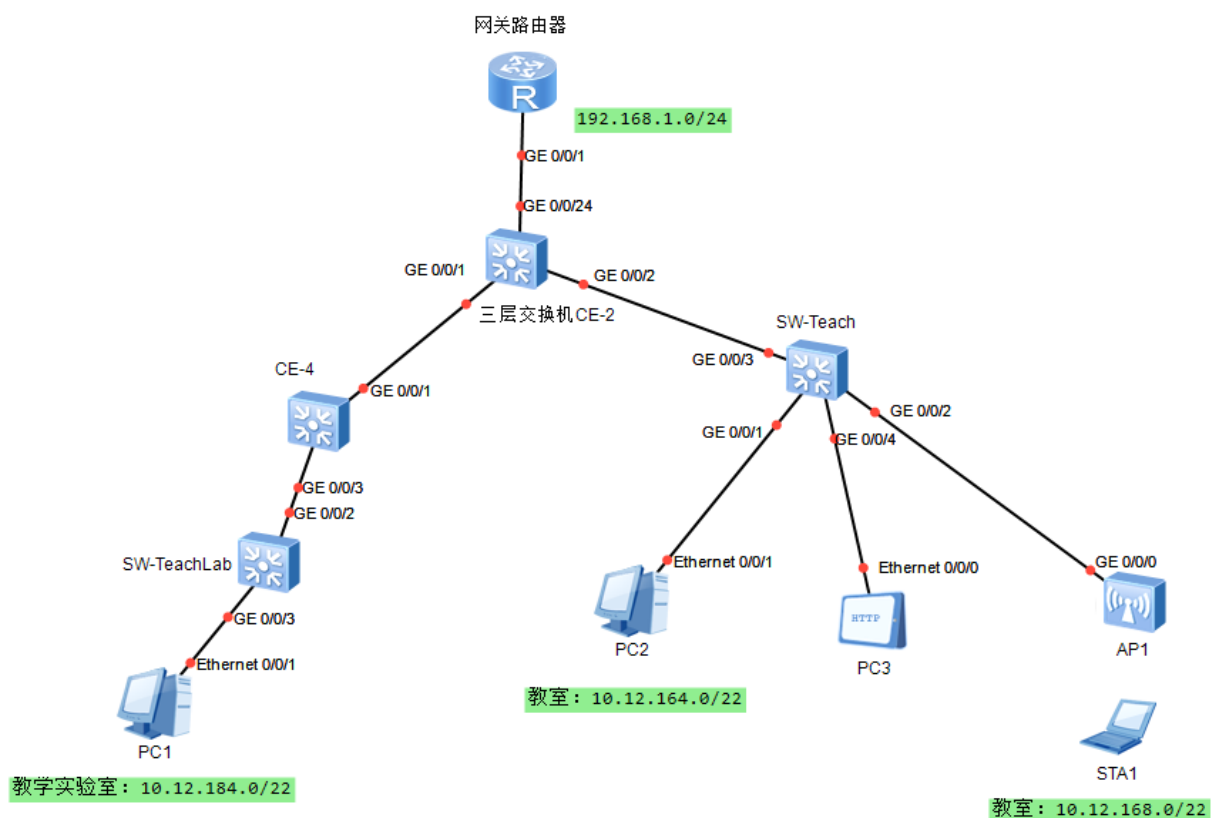 网关路由器
192.168.1.0/24
GE 0/0/1
GE 0/0/24
GE 0/0/1
GE 0/0/2
三层交换机CE-2
SW-Teach
GE 0/0/3
CE-4
GE 0/0/1
GE 0/0/2
GE 0/0/1
GE 0/0/4
GE 0/0/3
GE 0/0/2
SW-TeachLab
Ethernet 0/0/1
Ethernet 0/0/0
GE 0/0/0
GE 0/0/3
HTTP
PC2
PC3
AP1
Ethernet 0/0/1
教室：10.12.164.0/22
PC1
STA1
教学实验室：10.12.184.0/22
教室：10.12.168.0/22